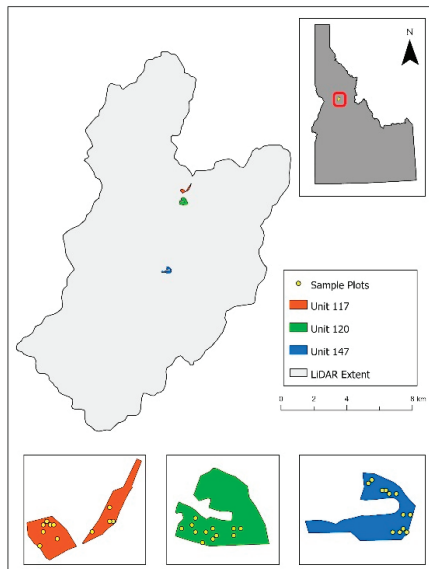 N
Sample Plots
Unit 117
Unit 120
Unit 147
LiDAR Extent
0 2 4 8 km